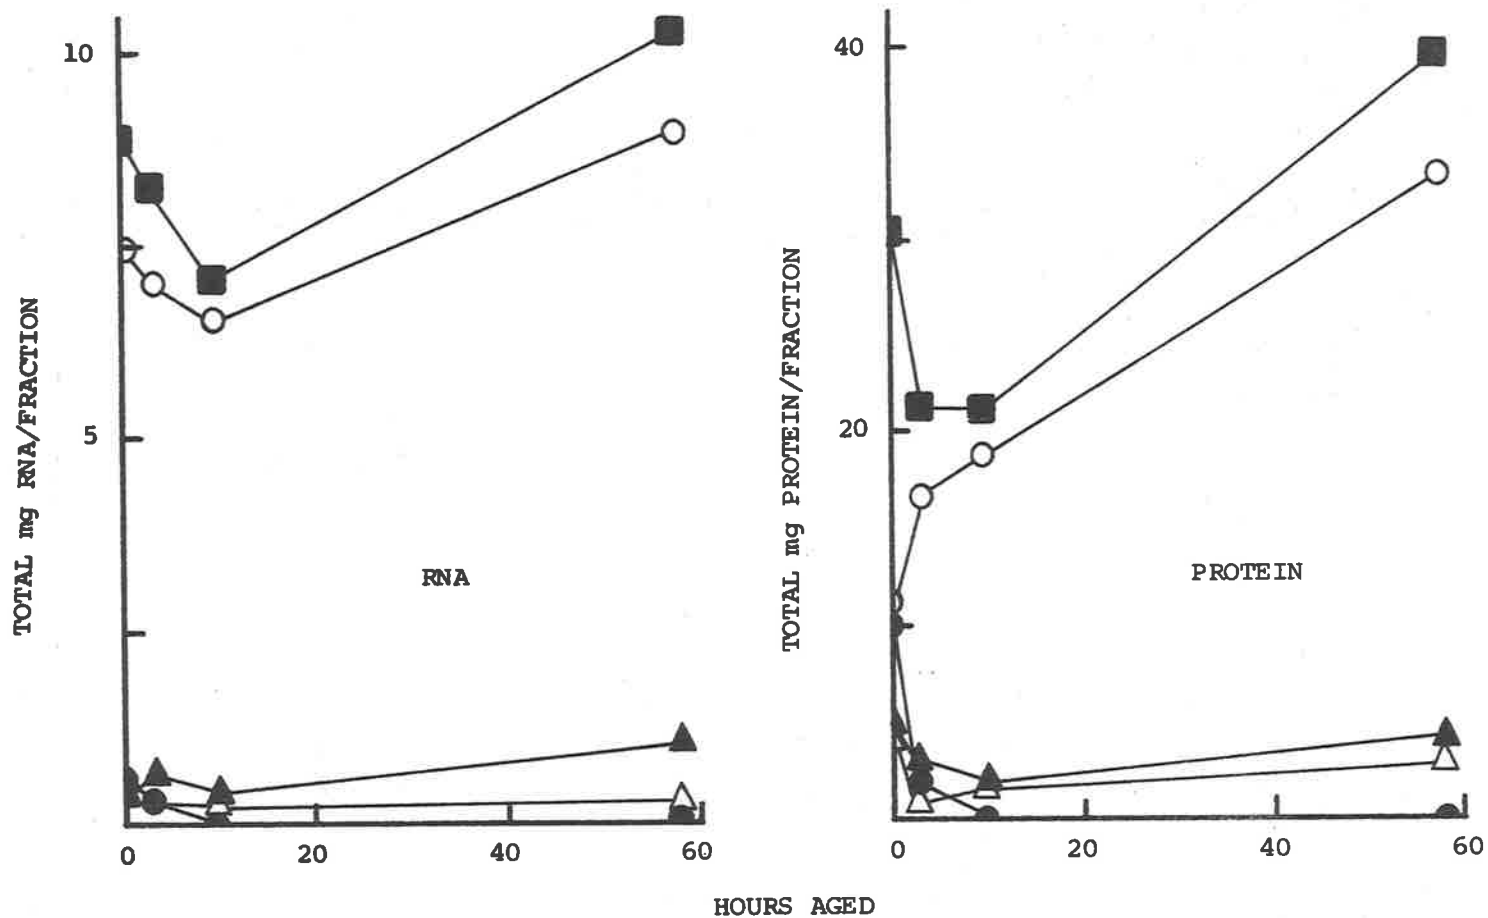 TOTAL mg RNA/FRACTION
10
5
RNA
0 20 40 60
TOTAL mg PROTEIN/FRACTION
40
20
PROTEIN
0 20 40 60
HOURS AGED